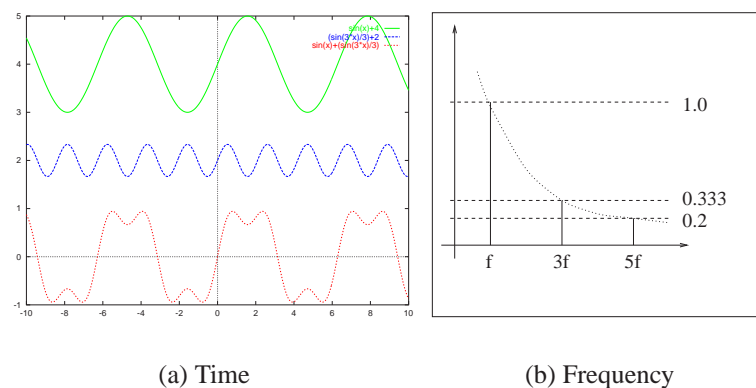 sin(x)+4
(sin(3*x)/3)+2
sin(x)+(sin(3*x)/3)
5
4
3
2
1
0
-1
-10 -8 -6 -4 -2 0 2 4 6 8 10
1.0
0.333
0.2
f 3f 5f
(a) Time
(b) Frequency